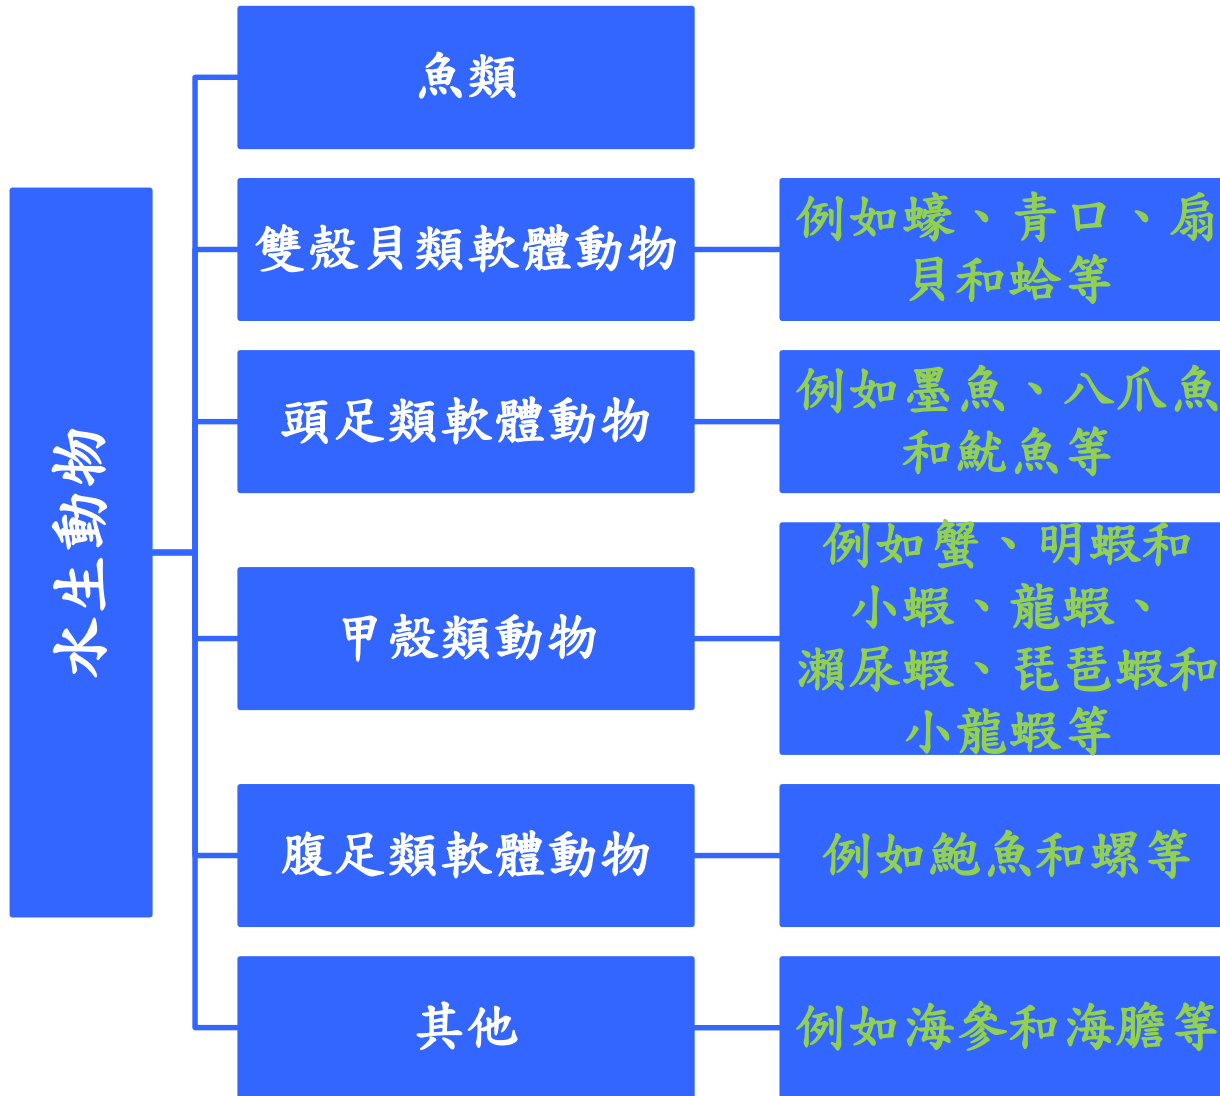 水生動物
魚類
雙殼貝類軟體動物
例如蠔、青口、扇
貝和蛤等
頭足類軟體動物
例如墨魚、八爪魚
和魷魚等
甲殼類動物
例如蟹、明蝦和
小蝦、龍蝦、
瀨尿蝦、琵琶蝦和
小龍蝦等
腹足類軟體動物
例如鮑魚和螺等
其他
例如海參和海膽等